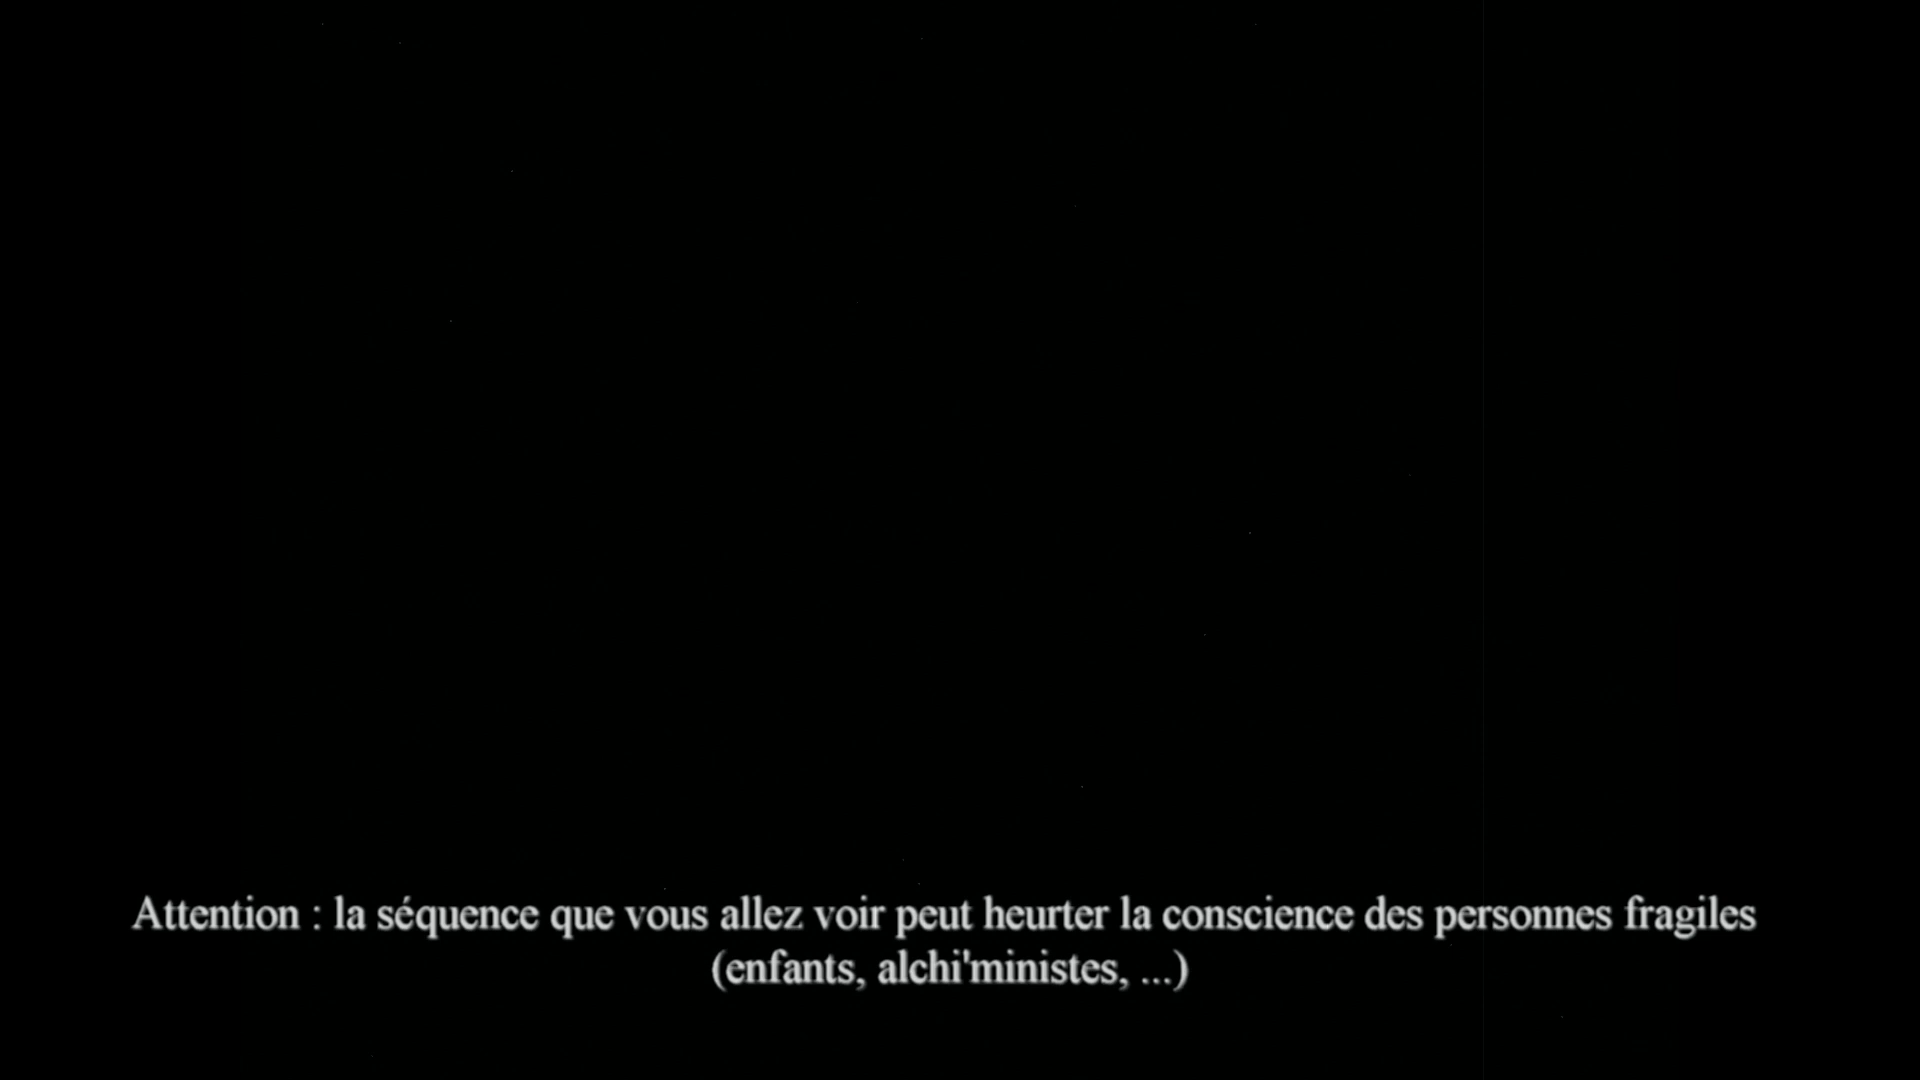 Attention : la séquence que vous allez voir peut heurter la conscience des personnes fragiles
(enfants, alchi'ministes, ...)